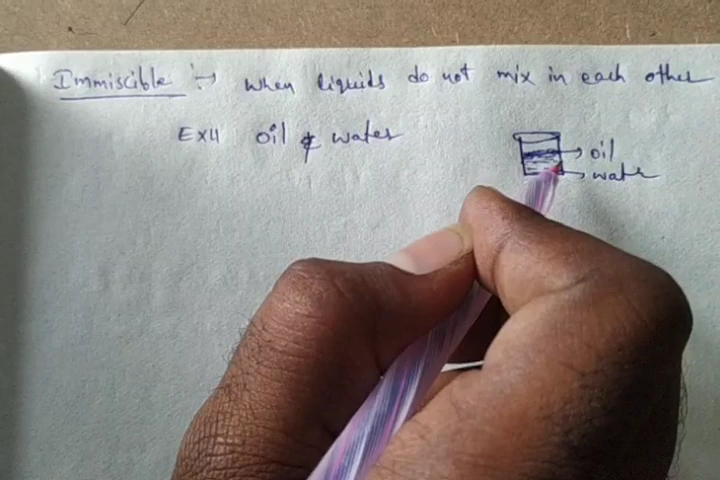 Immiscible :→ When liquids do not mix in each other
Ex:- oil & water
→ oil
→ water